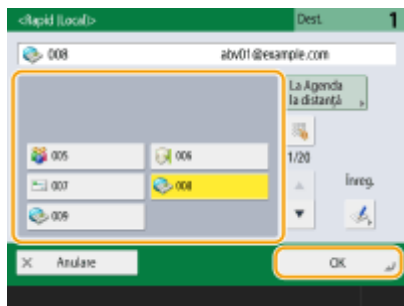 <Rapid (Local)> Dest. 1
008 abv01@example.com
La Agenda
la distanţă
005 006
1/20
007 008
Înreg.
009
× Anulare OK